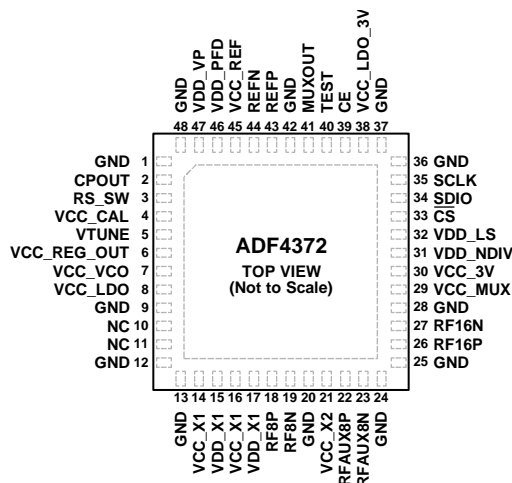 GND
VDD_VP
VDD_PFD
VCC_REF
REFN
REFP
GND
MUXOUT
TEST
CE
VCC_LDO_3V
GND
48 47 46 45 44 43 42 41 40 39 38 37
GND 1
CPOUT 2
RS_SW 3
VCC_CAL 4
VTUNE 5
VCC_REG_OUT 6
VCC_VCO 7
VCC_LDO 8
GND 9
NC 10
NC 11
GND 12
ADF4372
TOP VIEW
(Not to Scale)
36 GND
35 SCLK
34 SDIO
33 CS
32 VDD_LS
31 VDD_NDIV
30 VCC_3V
29 VCC_MUX
28 GND
27 RF16N
26 RF16P
25 GND
13 14 15 16 17 18 19 20 21 22 23 24
GND
VCC_X1
VDD_X1
VCC_X1
VDD_X1
RF8P
RF8N
GND
VCC_X2
RFAUX8P
RFAUX8N
GND